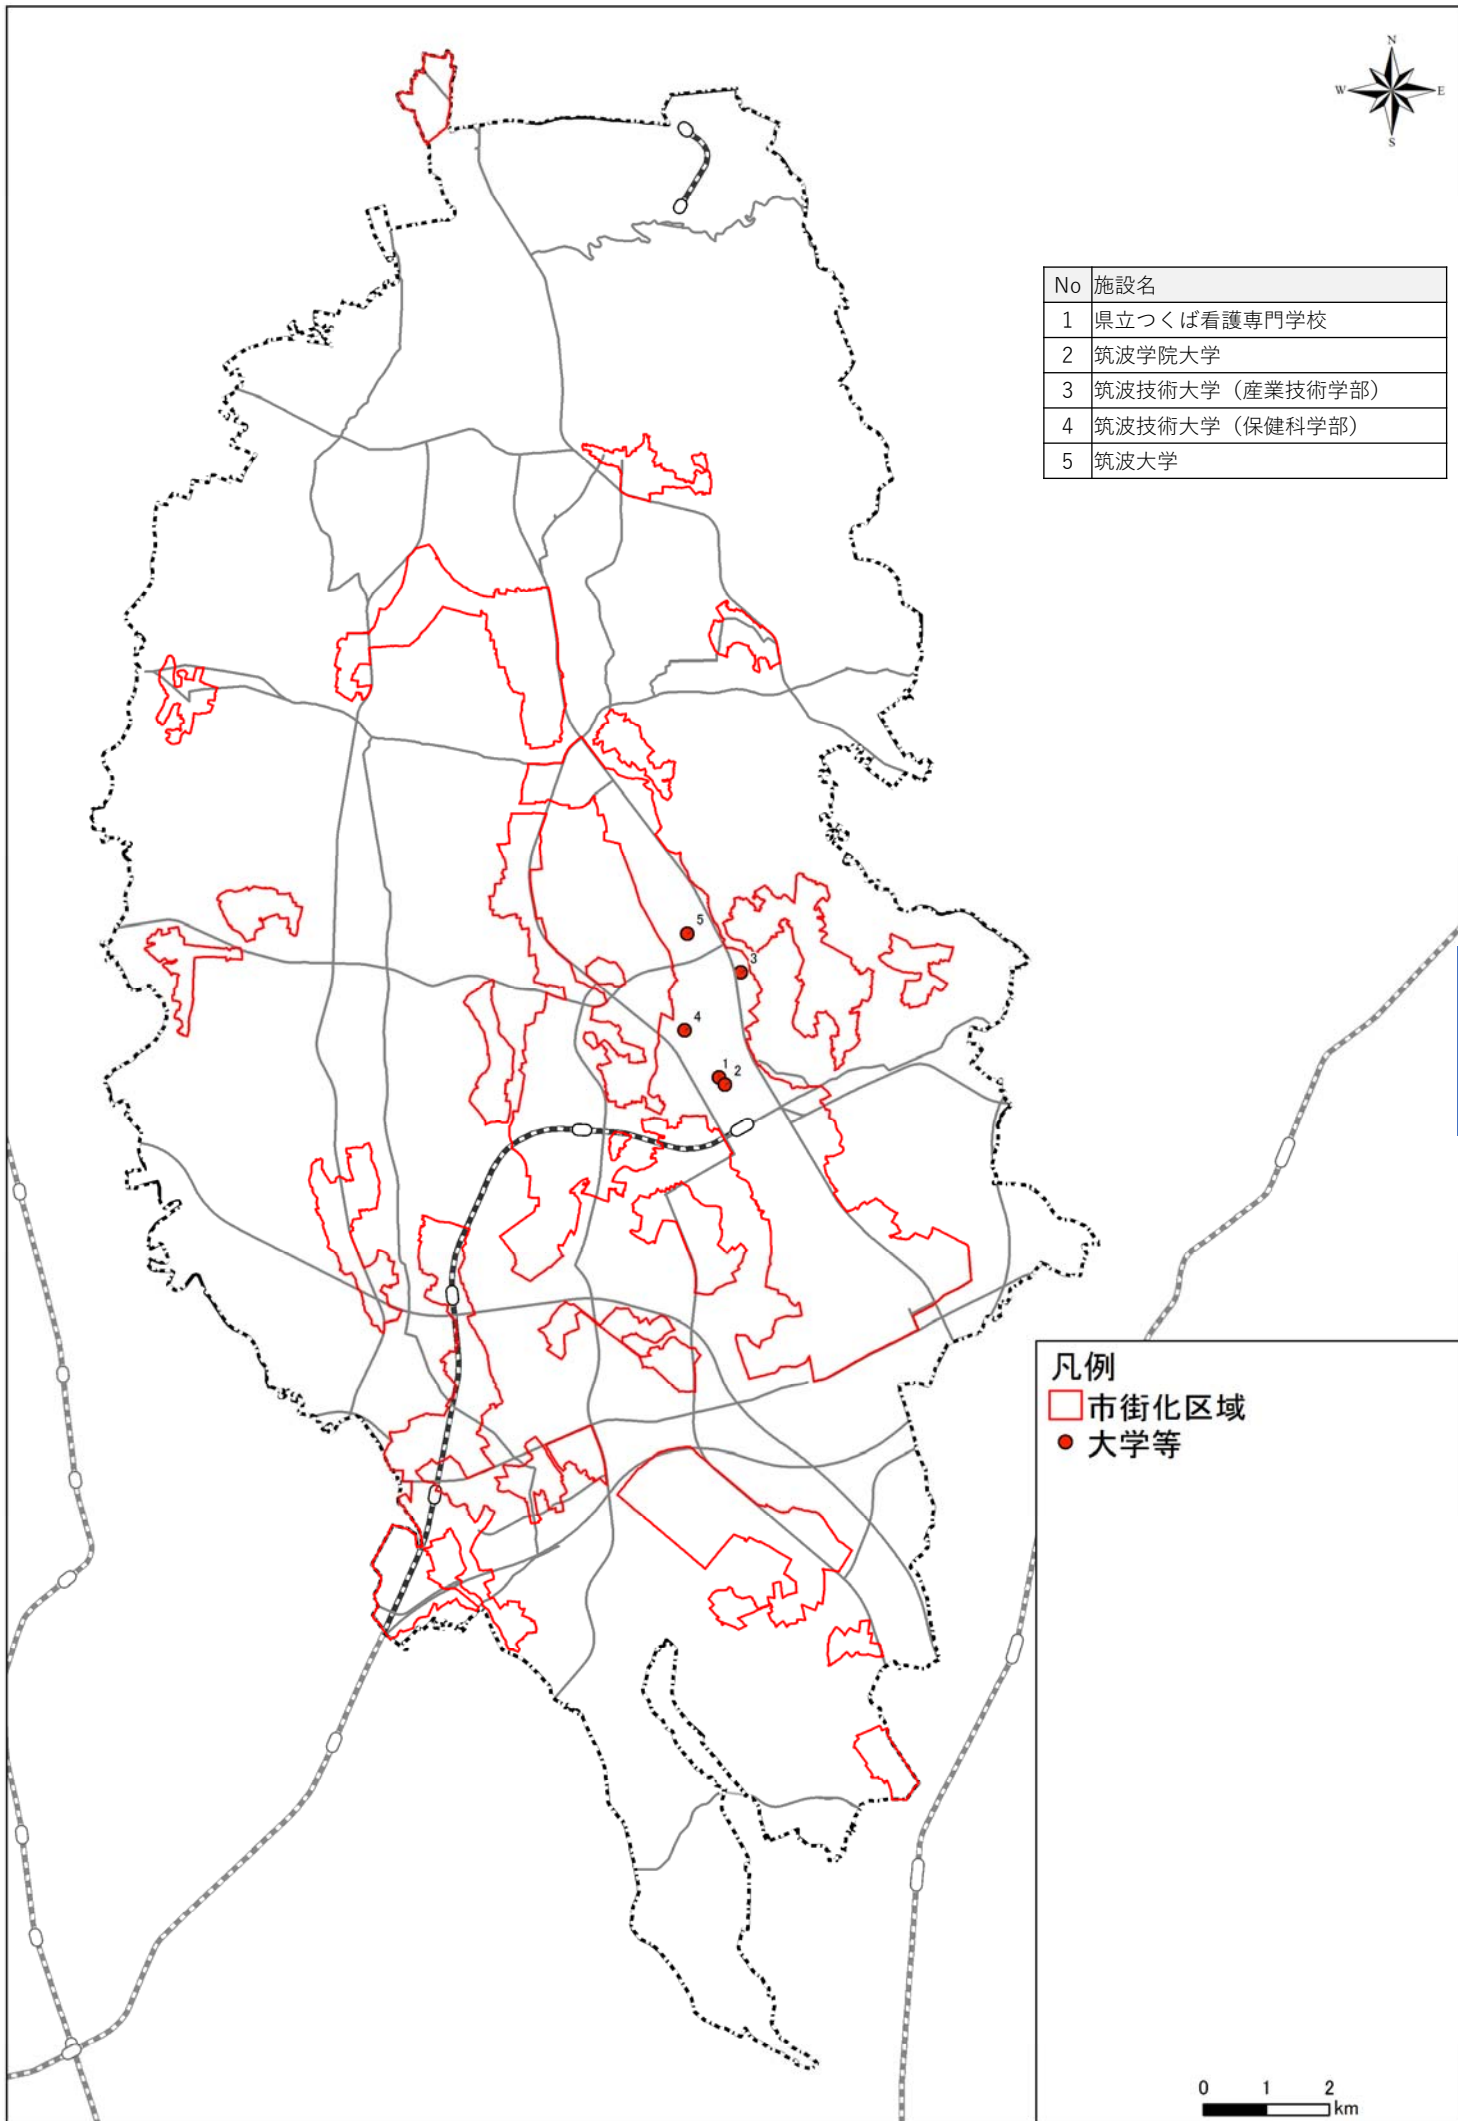 N
W E
S
No 施設名
1 県立つくば看護専門学校
2 筑波学院大学
3 筑波技術大学（産業技術学部）
4 筑波技術大学（保健科学部）
5 筑波大学
5
3
4
1
2
凡例
市街化区域
大学等
0 1 2
km